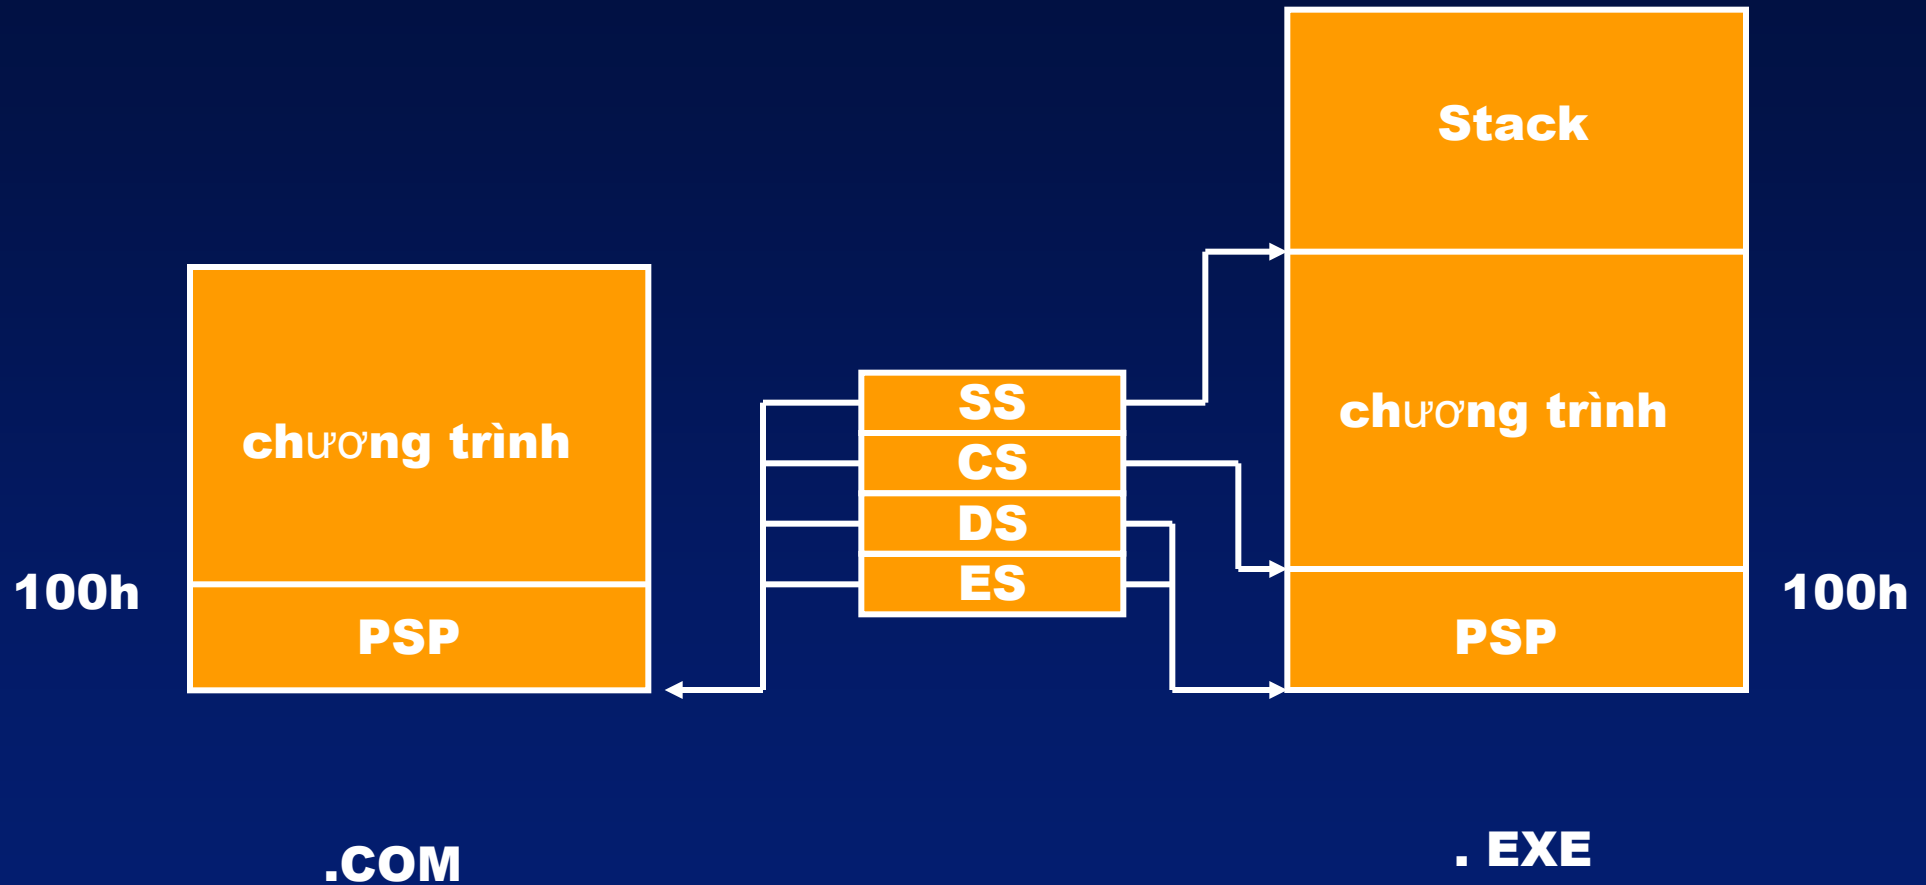 Stack
chương trình
chương trình
SS
CS
DS
ES
100h
100h
PSP
PSP
.COM
. EXE